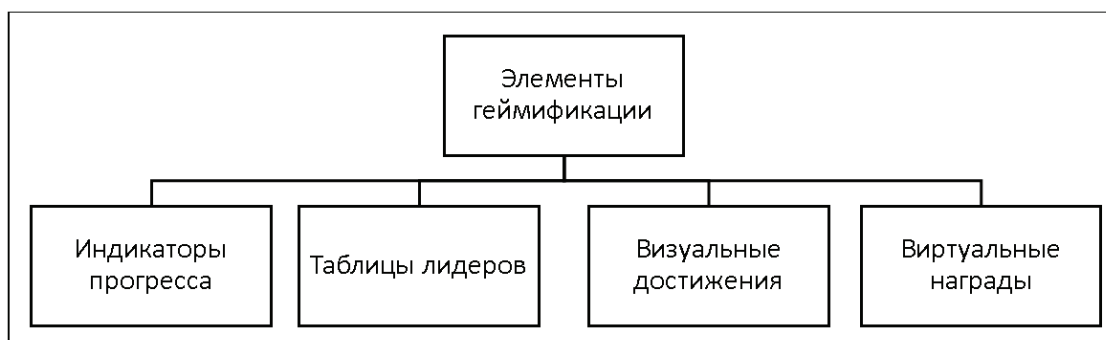 Элементы
геймификации
Индикаторы
прогресса
Таблицы лидеров
Визуальные
достижения
Виртуальные
награды